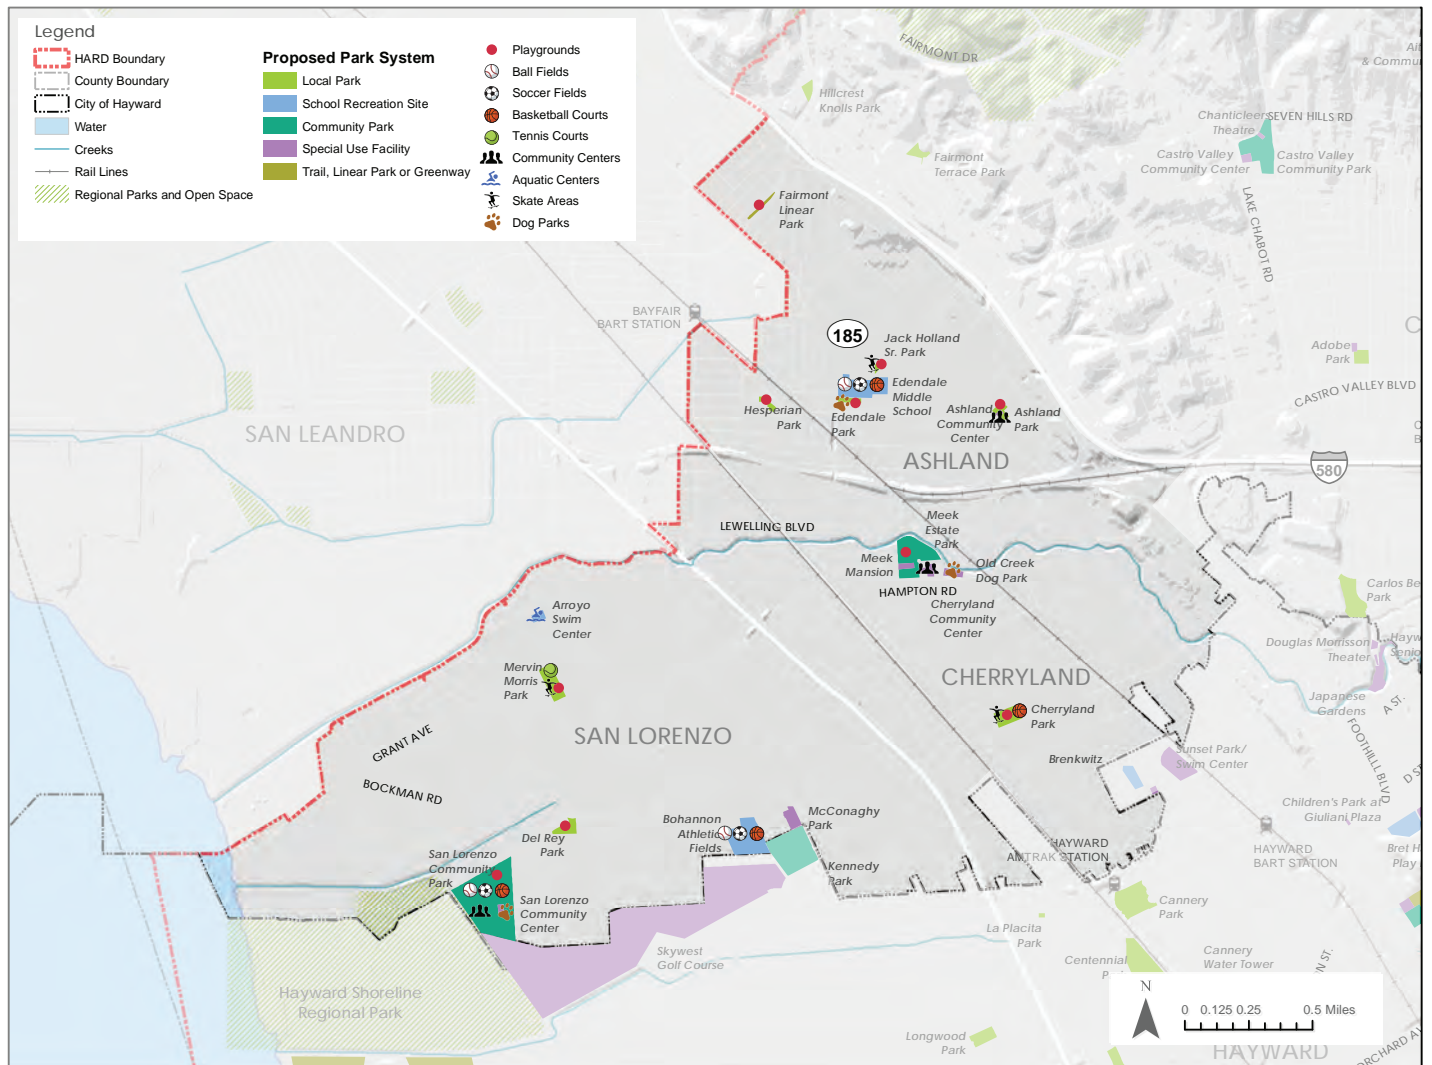 Legend
HARD Boundary
County Boundary
City of Hayward
Water
Creeks
Rail Lines
Regional Parks and Open Space
Proposed Park System
Local Park
School Recreation Site
Community Park
Special Use Facility
Trail, Linear Park or Greenway
Playgrounds
Ball Fields
Soccer Fields
Basketball Courts
Tennis Courts
Community Centers
Aquatic Centers
Skate Areas
Dog Parks
FAIRMONT DR
& Commu
Hillcrest
Knolls Park
Chanticleers
Theatre
SEVEN HILLS RD
Fairmont
Terrace Park
Castro Valley
Community Center
Castro Valley
Community Park
LAKE CHABOT RD
Fairmont
Linear
Park
BAYFAIR
BART STATION
185
Jack Holland
Sr. Park
Adobe
Park
CASTRO VALLEY BLVD
Edendale
Middle
School
Hesperian
Park
Edendale
Park
Ashland
Community
Center
Ashland
Park
SAN LEANDRO
ASHLAND
580
LEWELLING BLVD
Meek
Estate
Park
Meek
Mansion
Old Creek
Dog Park
HAMPTON RD
Cherryland
Community
Center
Carlos Be
Park
Arroyo
Swim
Center
Douglas Morrisson
Theater
Hayw
Senio
Mervin
Morris
Park
CHERRYLAND
Japanese
Gardens
A ST.
Cherryland
Park
FOOTHILL BLVD
SAN LORENZO
GRANT AVE
Brenkwitz
Sunset Park/
Swim Center
D ST
BOCKMAN RD
Children's Park at
Giuliani Plaza
McConaghy
Park
Bohannon
Athletic
Fields
Del Rey
Park
HAYWARD
AMTRAK STATION
HAYWARD
BART STATION
Bret H
Play
San Lorenzo
Community
Park
Kennedy
Park
San Lorenzo
Community
Center
Cannery
Park
La Placita
Park
Skywest
Golf Course
Centennial
Cannery
Water Tower
N ST.
Hayward Shoreline
Regional Park
N
0 0.125 0.25 0.5 Miles
Longwood
Park
HAYWARD
ORCHARD AV